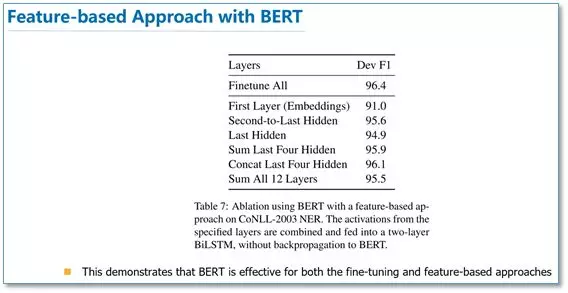 Feature-based Approach with BERT
Layers Dev F1
Finetune All 96.4
First Layer (Embeddings) 91.0
Second-to-Last Hidden 95.6
Last Hidden 94.9
Sum Last Four Hidden 95.9
Concat Last Four Hidden 96.1
Sum All 12 Layers 95.5
Table 7: Ablation using BERT with a feature-based ap-
proach on CoNLL-2003 NER. The activations from the
specified layers are combined and fed into a two-layer
BiLSTM, without backpropagation to BERT.
This demonstrates that BERT is effective for both the fine-tuning and feature-based approaches